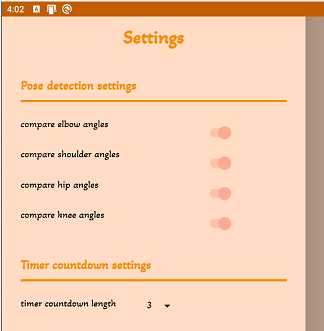 4:02
Settings
Pose detection settings
compare elbow angles
compare shoulder angles
compare hip angles
compare knee angles
Timer countdown settings
timer countdown length 3